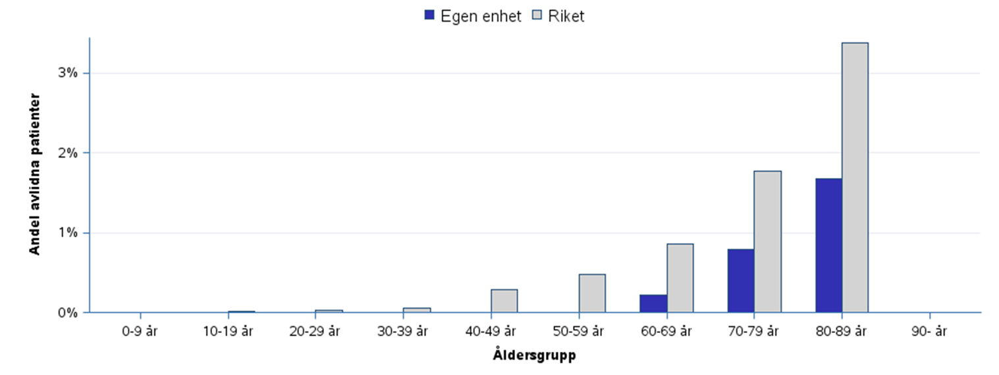 Egen enhet Riket
Andel avlidna patienter
3%
2%
1%
0%
0-9 år 10-19 år 20-29 år 30-39 år 40-49 år 50-59 år 60-69 år 70-79 år 80-89 år 90- år
Åldersgrupp